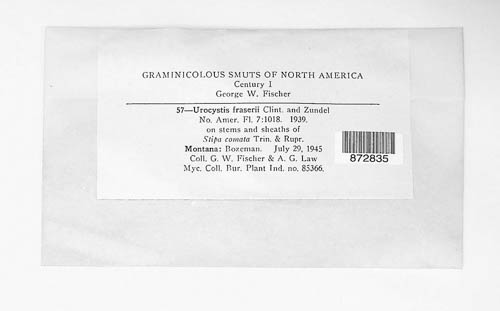 GRAMINICOLOUS SMUTS OF NORTH AMERICA
Century I
George W. Fischer
57—Urocystis fraserii Clint. and Zundel
No. Amer. Fl. 7:1018. 1939.
on stems and sheaths of
Stipa comata Trin. & Rupr.
Montana: Bozeman. July 29, 1945
Coll. G. W. Fischer & A. G. Law
Myc. Coll. Bur. Plant Ind. no. 85366.
872835